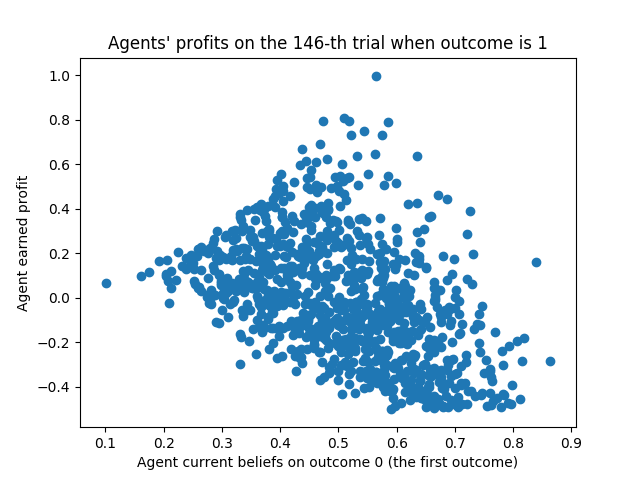 Agents' profits on the 146-th trial when outcome is 1
1.0
0.8
0.6
0.4
0.2
0.0
−0.2
−0.4
Agent earned profit
0.1 0.2 0.3 0.4 0.5 0.6 0.7 0.8 0.9
Agent current beliefs on outcome 0 (the first outcome)